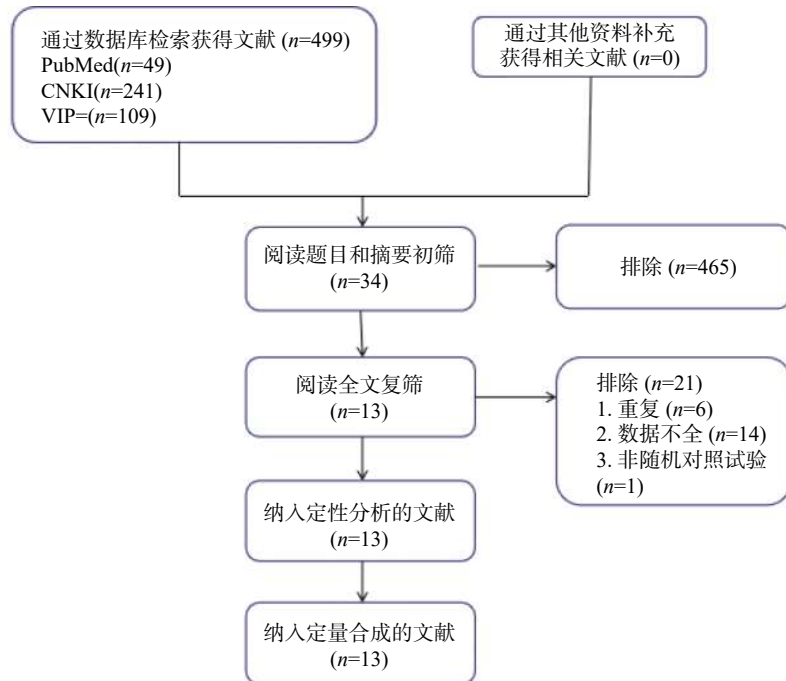 通过数据库检索获得文献 (n=499)
PubMed(n=49)
CNKI(n=241)
VIP=(n=109)
通过其他资料补充
获得相关文献 (n=0)
阅读题目和摘要初筛
(n=34)
排除 (n=465)
阅读全文复筛
(n=13)
排除 (n=21)
1. 重复 (n=6)
2. 数据不全 (n=14)
3. 非随机对照试验
(n=1)
纳入定性分析的文献
(n=13)
纳入定量合成的文献
(n=13)